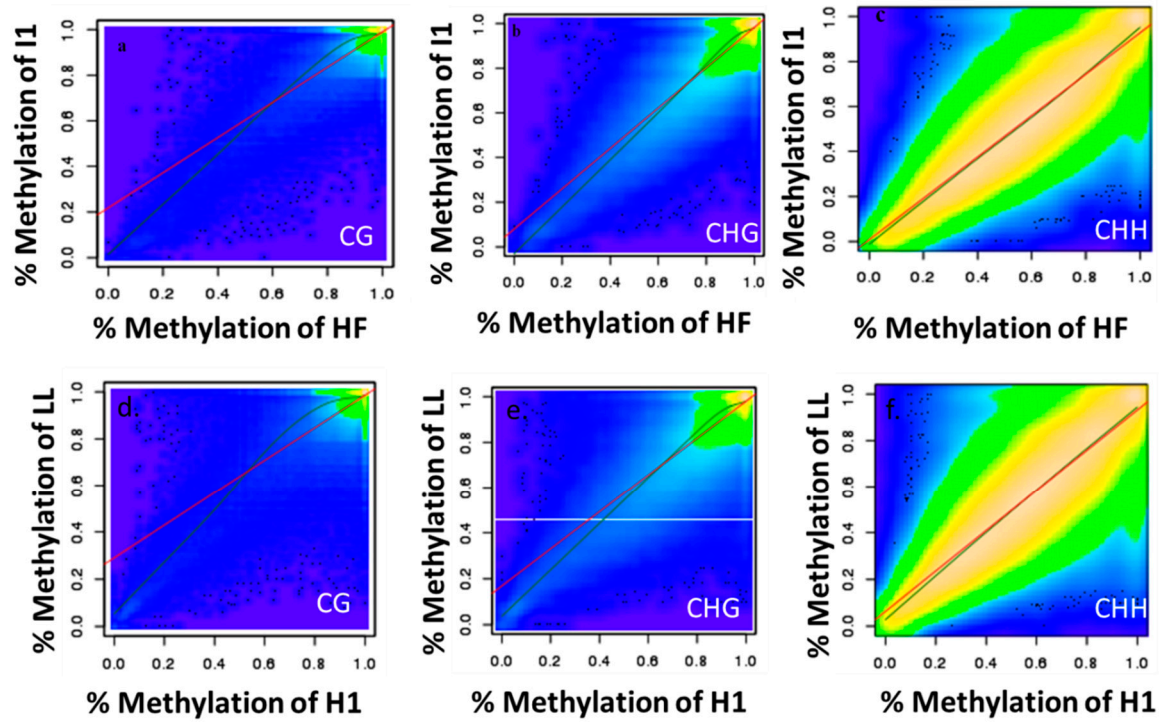 % Methylation of I1
1.0
0.8
0.6
0.4
0.2
0.0
a
CG
0.0 0.2 0.4 0.6 0.8 1.0
% Methylation of HF
% Methylation of I1
1.0
0.8
0.6
0.4
0.2
0.0
b
CHG
0.0 0.2 0.4 0.6 0.8 1.0
% Methylation of HF
% Methylation of I1
1.0
0.8
0.6
0.4
0.2
0.0
c
CHH
0.0 0.2 0.4 0.6 0.8 1.0
% Methylation of HF
% Methylation of LL
1.0
0.8
0.6
0.4
0.2
0.0
d.
CG
0.0 0.2 0.4 0.6 0.8 1.0
% Methylation of H1
% Methylation of LL
1.0
0.8
0.6
0.4
0.2
0.0
e.
CHG
0.0 0.2 0.4 0.6 0.8 1.0
% Methylation of H1
% Methylation of LL
1.0
0.8
0.6
0.4
0.2
0.0
f.
CHH
0.0 0.2 0.4 0.6 0.8 1.0
% Methylation of H1